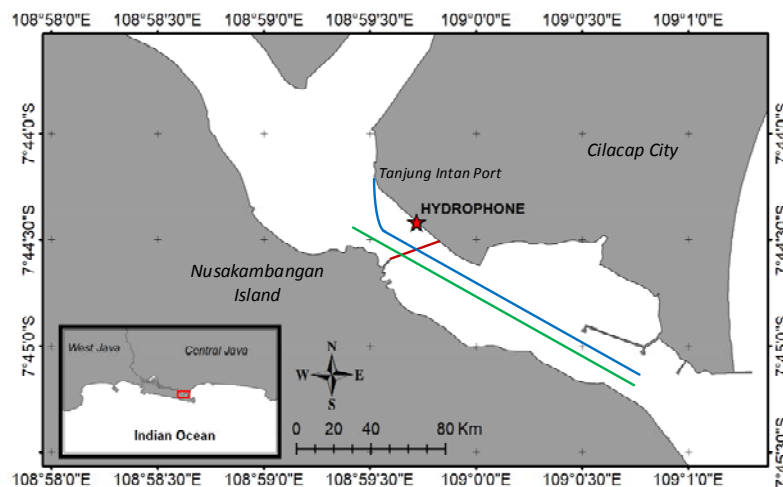 108°58'0"E 108°58'30"E 108°59'0"E 108°59'30"E 109°0'0"E 109°0'30"E 109°1'0"E
7°44'0"S
7°44'0"S
Cilacap City
Tanjung Intan Port
HYDROPHONE
7°44'30"S
7°44'30"S
Nusakambangan
Island
7°45'0"S
7°45'0"S
West Java
Central Java
Indian Ocean
N
W E
S
0 20 40 80 Km
7°45'30"S
108°58'0"E 108°58'30"E 108°59'0"E 108°59'30"E 109°0'0"E 109°0'30"E 109°1'0"E